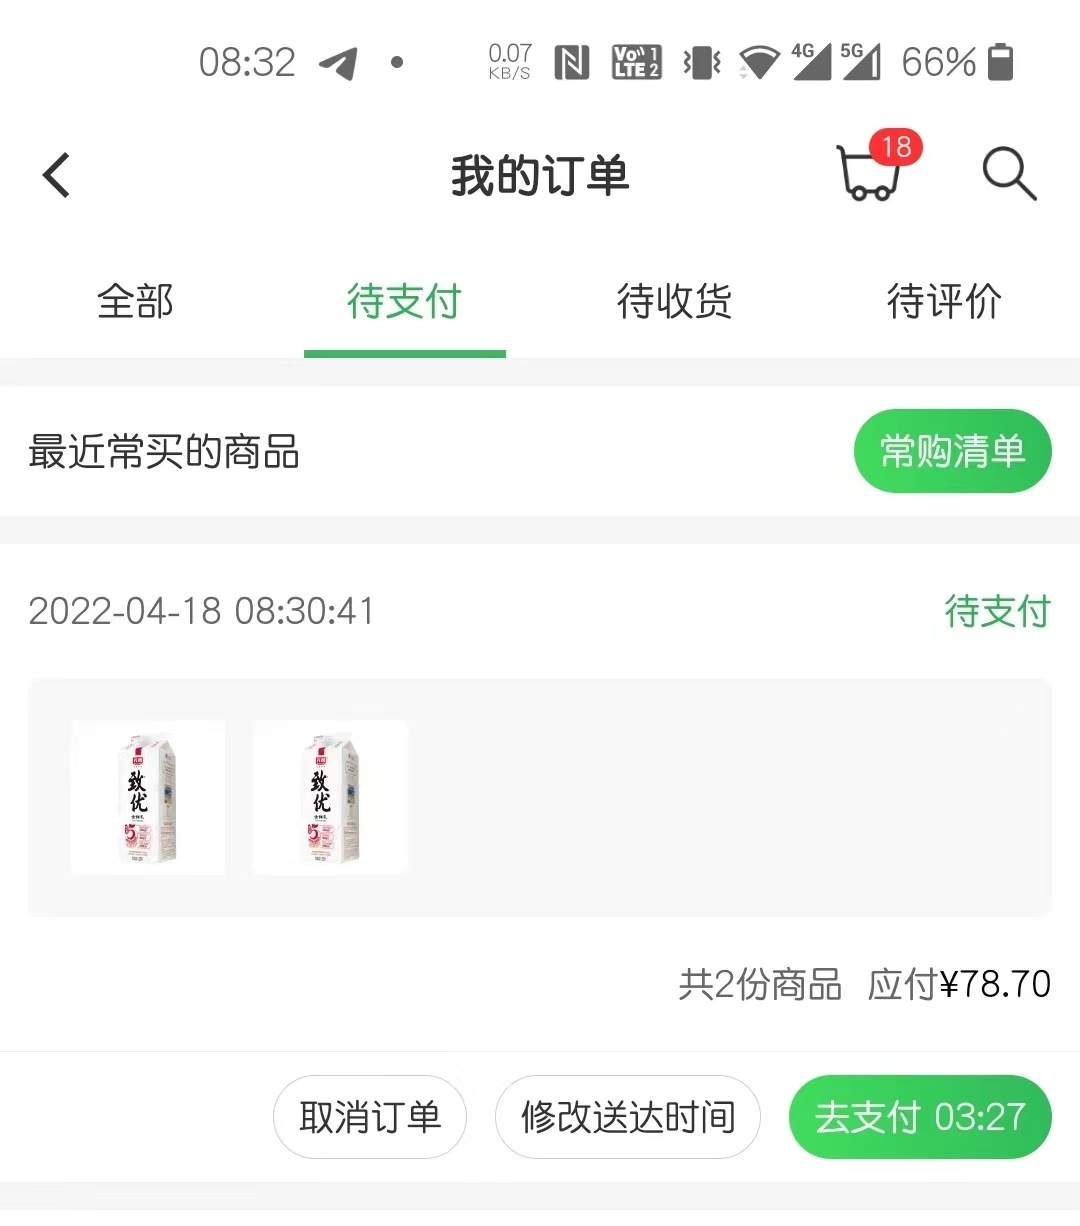 08:32 0.07 KB/S VoLTE 1 2 4G 5G 66%
我的订单 18
全部 待支付 待收货 待评价
最近常买的商品 常购清单
2022-04-18 08:30:41 待支付
致优 致优
5 5
共2份商品 应付¥78.70
取消订单 修改送达时间 去支付 03:27